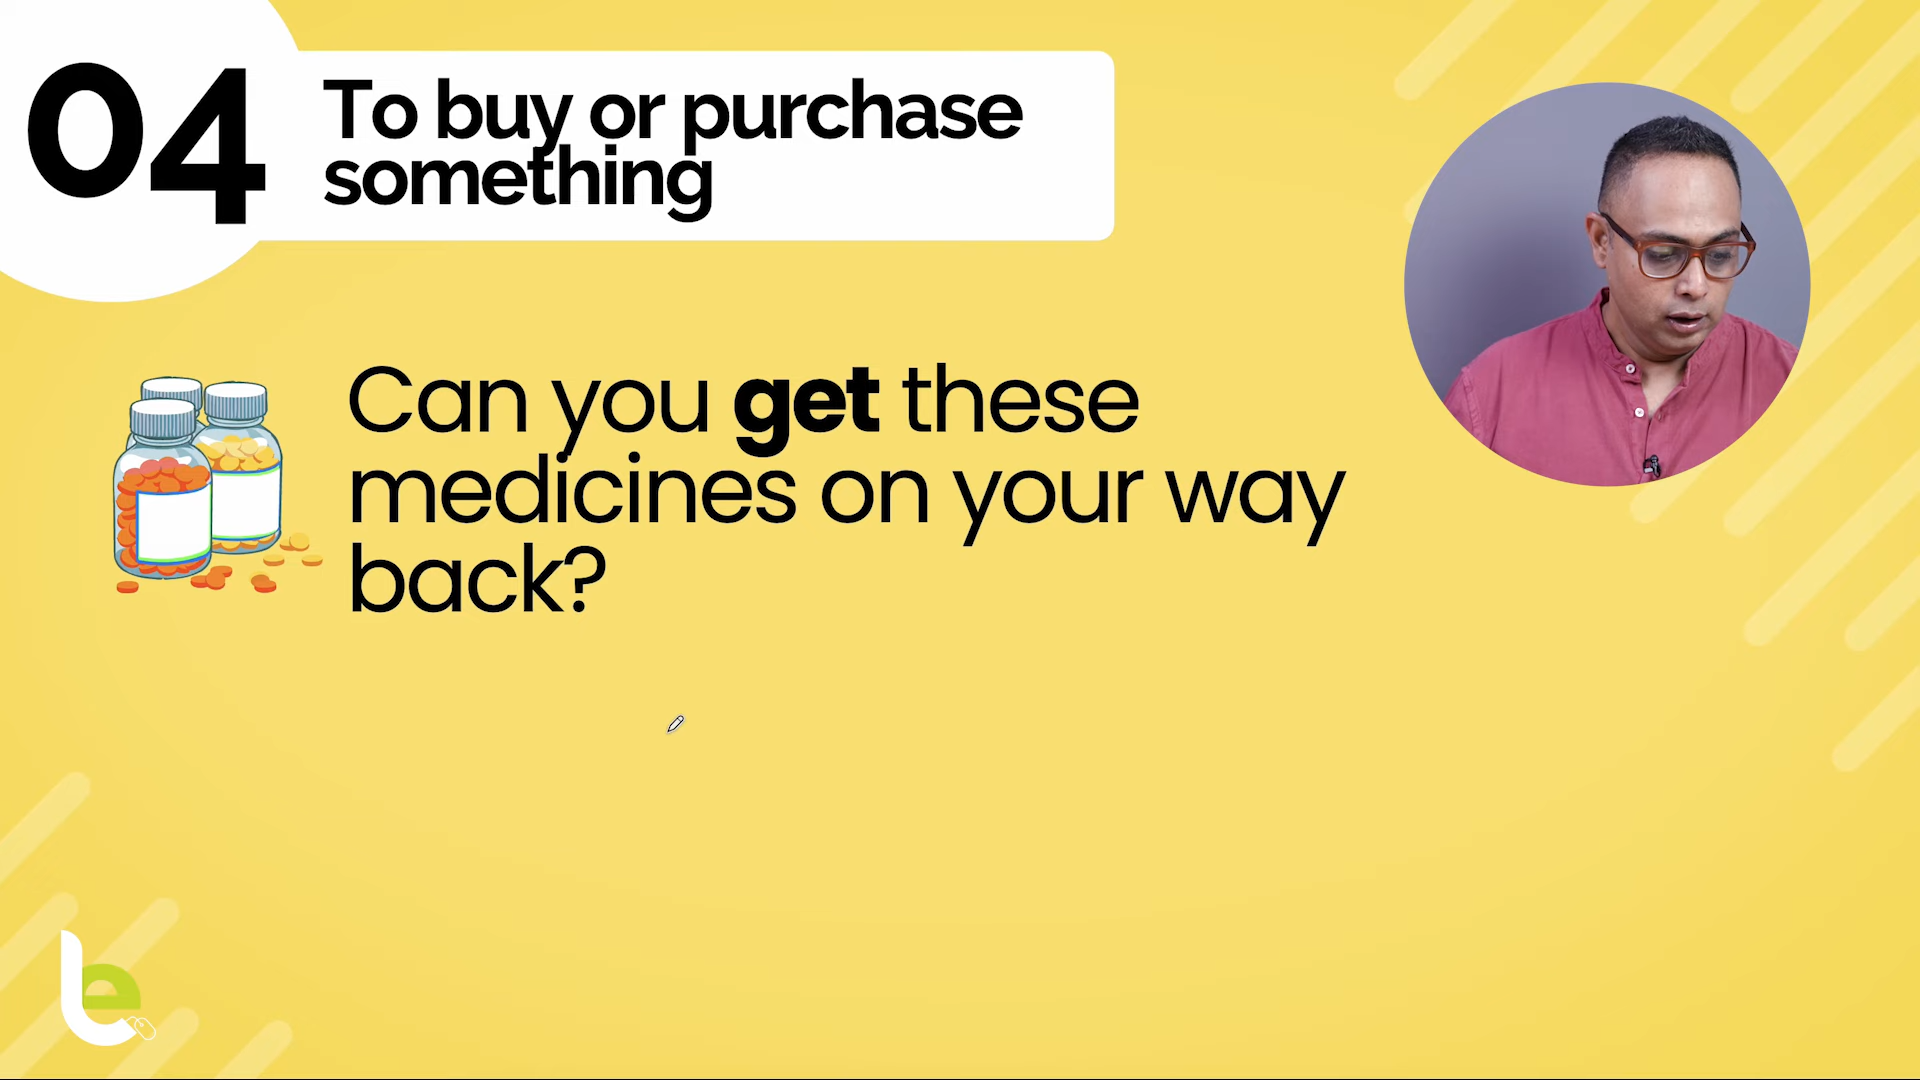 04
To buy or purchase
something
Can you get these
medicines on your way
back?